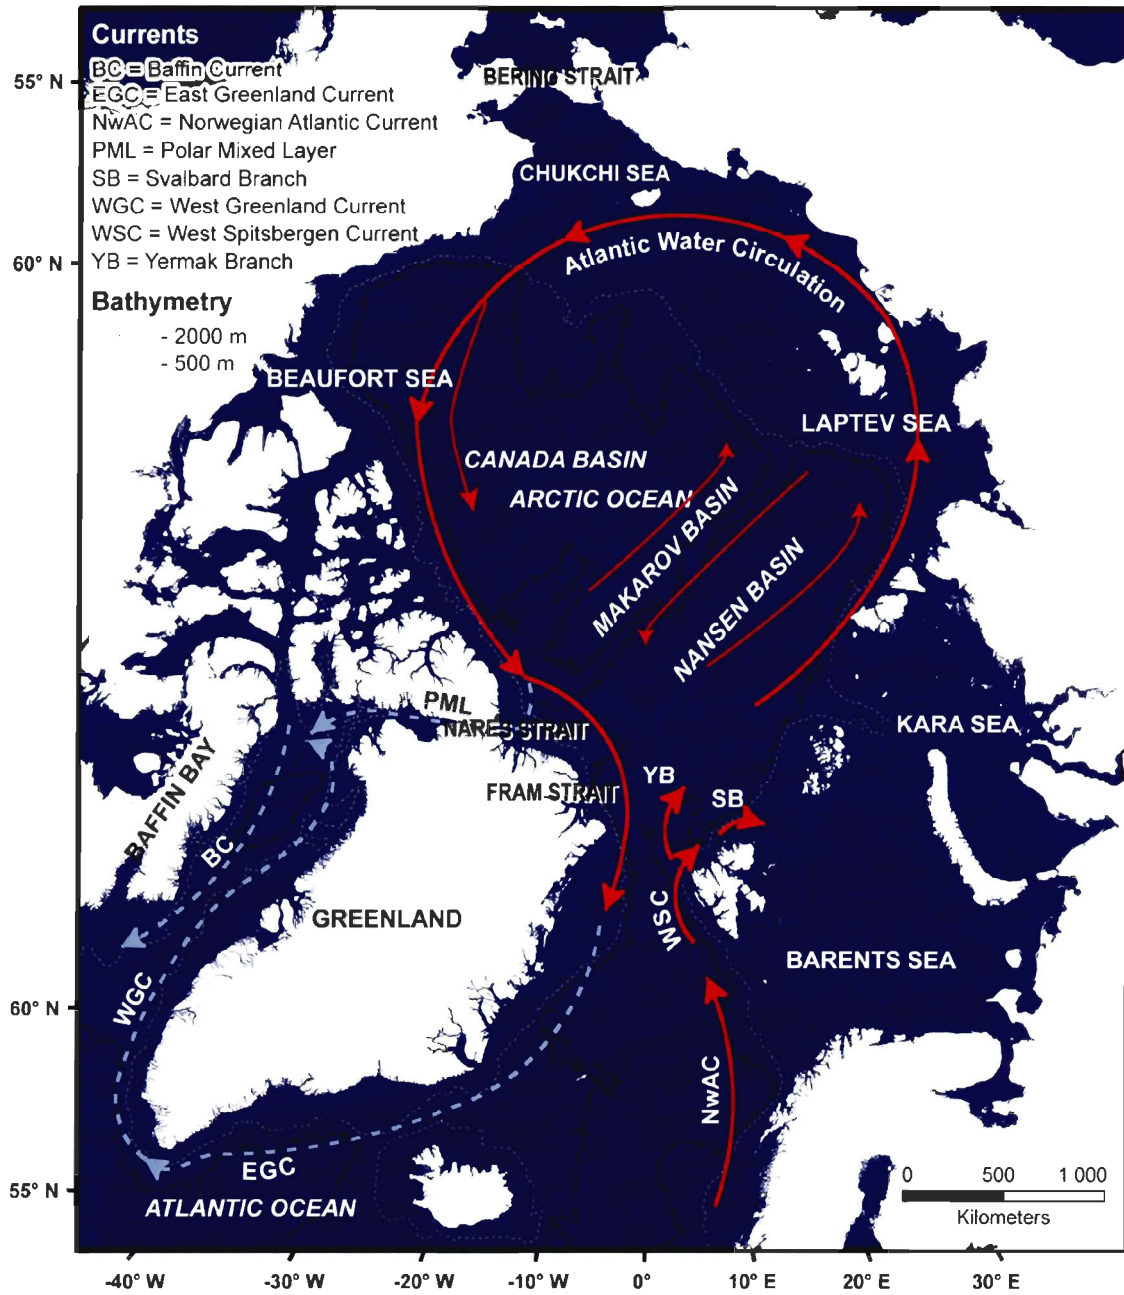 Currents
BC = Baffin Current
EGC = East Greenland Current
NwAC = Norwegian Atlantic Current
PML = Polar Mixed Layer
SB = Svalbard Branch
WGC = West Greenland Current
WSC = West Spitsbergen Current
YB = Yermak Branch
Bathymetry
- 2000 m
- 500 m
55° N
60° N
60° N
55° N
BERING STRAIT
CHUKCHI SEA
Atlantic Water Circulation
BEAUFORT SEA
LAPTEV SEA
CANADA BASIN
ARCTIC OCEAN
MAKAROV BASIN
NANSEN BASIN
PML
NARES STRAIT
KARA SEA
FRAM STRAIT
YB
SB
BAFFIN BAY
BC
GREENLAND
WSC
BARENTS SEA
WGC
NwAC
EGC
ATLANTIC OCEAN
0 500 1 000
Kilometers
-40° W -30° W -20° W -10° W 0° 10° E 20° E 30° E